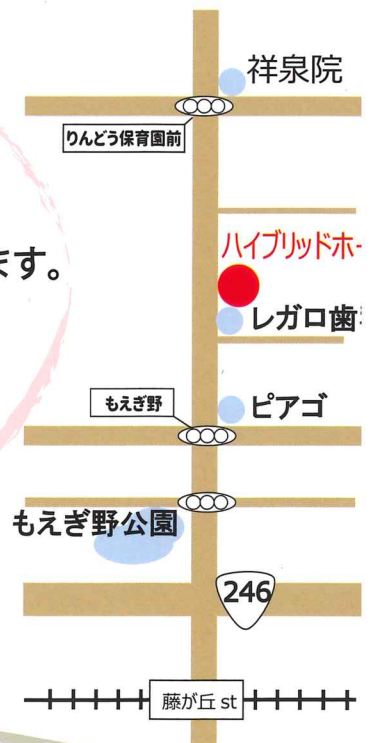 祥泉院
りんどう保育園前
ハイブリッドホー
ます。
レガロ歯
もえぎ野
ピアゴ
もえぎ野公園
246
藤が丘 st